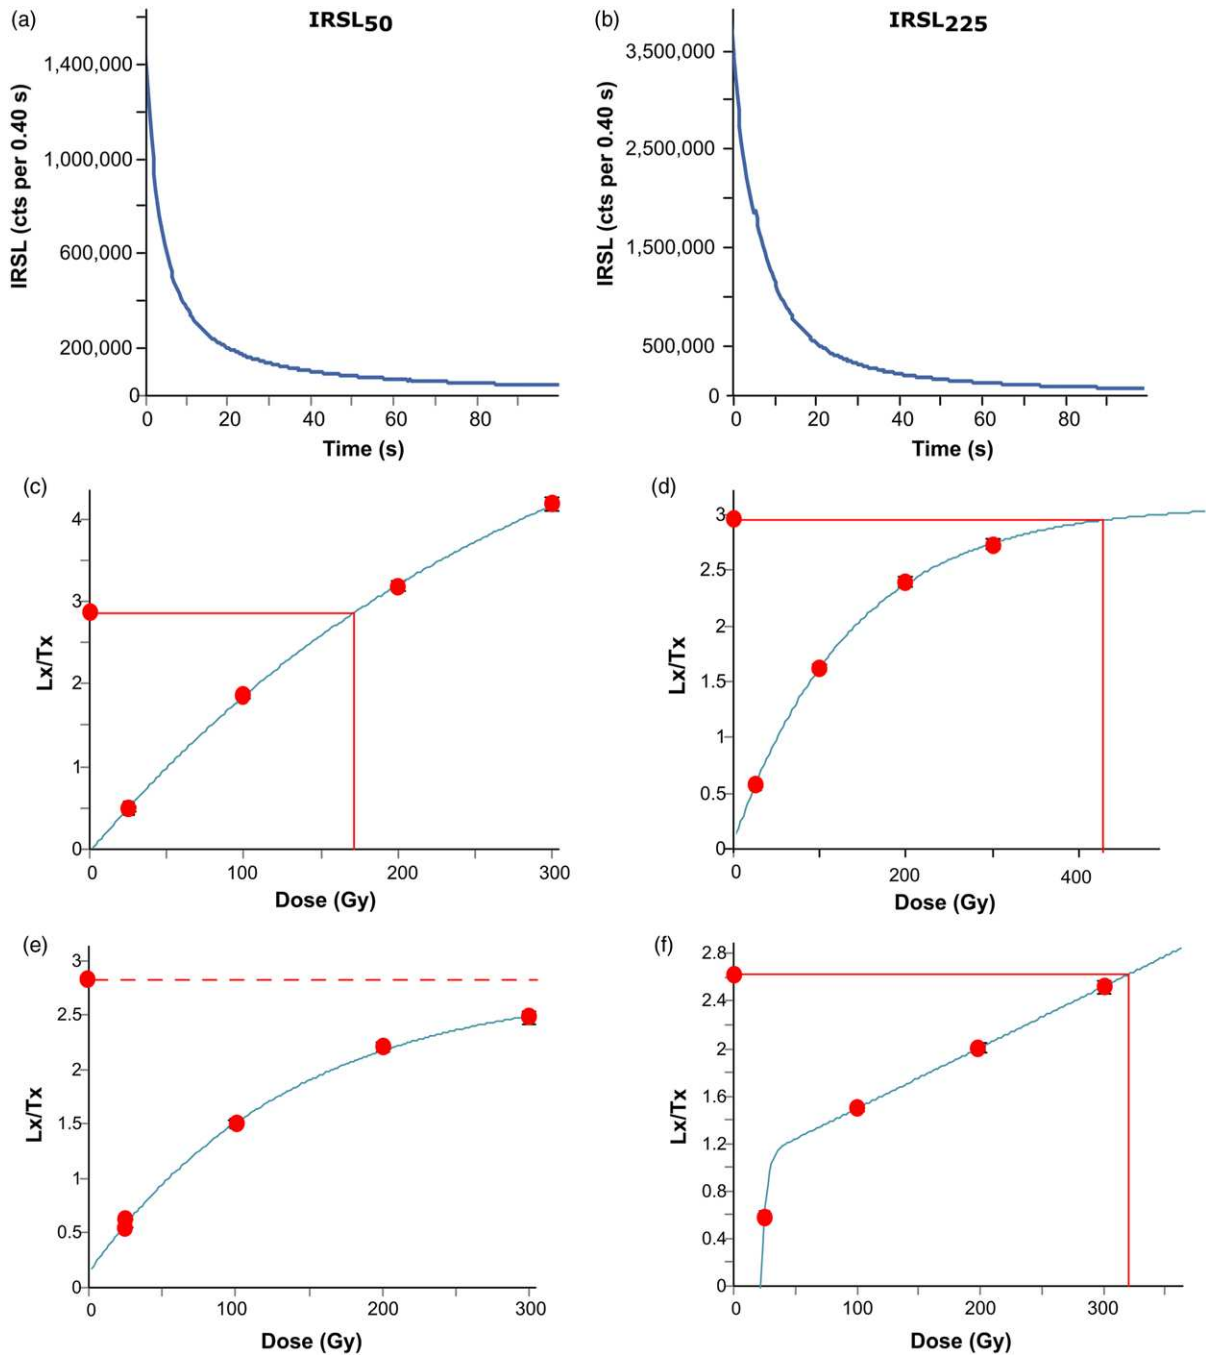 (a)
IRSL50
IRSL (cts per 0.40 s)
1,400,000
1,000,000
600,000
200,000
0
0 20 40 60 80
Time (s)
(b)
IRSL225
IRSL (cts per 0.40 s)
3,500,000
2,500,000
1,500,000
500,000
0
0 20 40 60 80
Time (s)
(c)
Lx/Tx
4
3
2
1
0
0 100 200 300
Dose (Gy)
(d)
Lx/Tx
3
2.5
2
1.5
1
0.5
0
0 200 400
Dose (Gy)
(e)
Lx/Tx
3
2.5
2
1.5
1
0.5
0
0 100 200 300
Dose (Gy)
(f)
Lx/Tx
2.8
2.4
2
1.6
1.2
0.8
0.4
0
0 100 200 300
Dose (Gy)